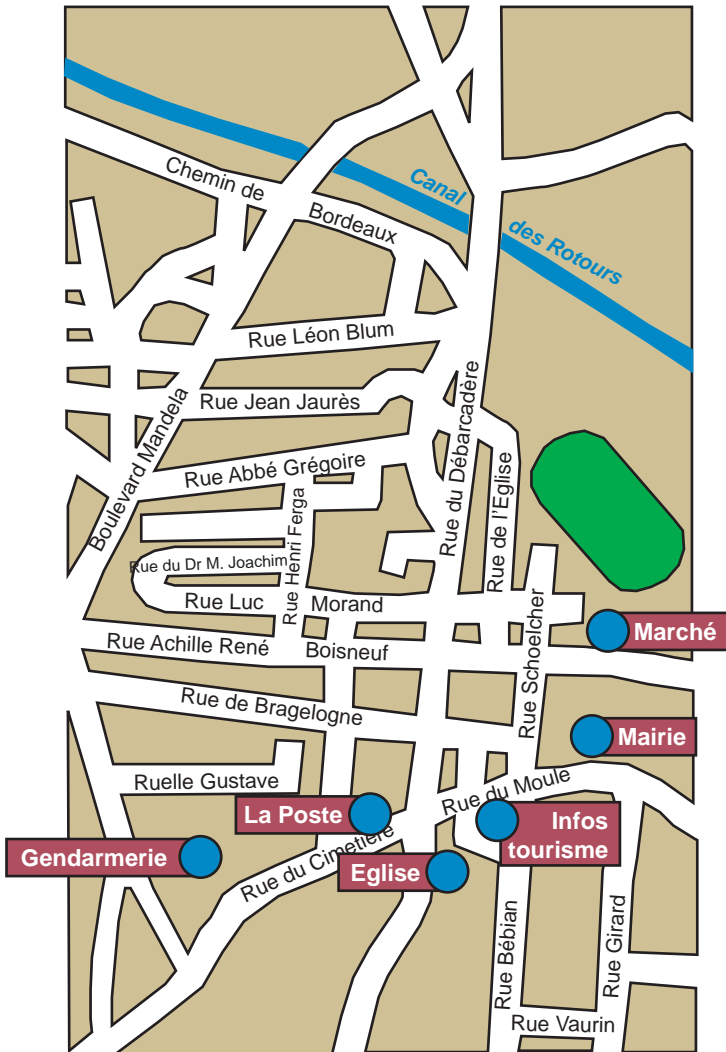 Canal
des Rotours
Chemin de
Bordeaux
Rue Léon Blum
Rue Jean Jaurès
Boulevard Mandela
Rue Abbé Grégoire
Rue du Débarcadère
Rue de l'Eglise
Rue Henri Ferga
Rue du Dr M. Joachim
Rue Luc
Morand
Rue Achille René
Boisneuf
Rue Schoelcher
Marché
Rue de Bragelogne
Mairie
Ruelle Gustave
Rue du Moule
La Poste
Infos
tourisme
Gendarmerie
Rue du Cimetière
Eglise
Rue Bébian
Rue Girard
Rue Vaurin